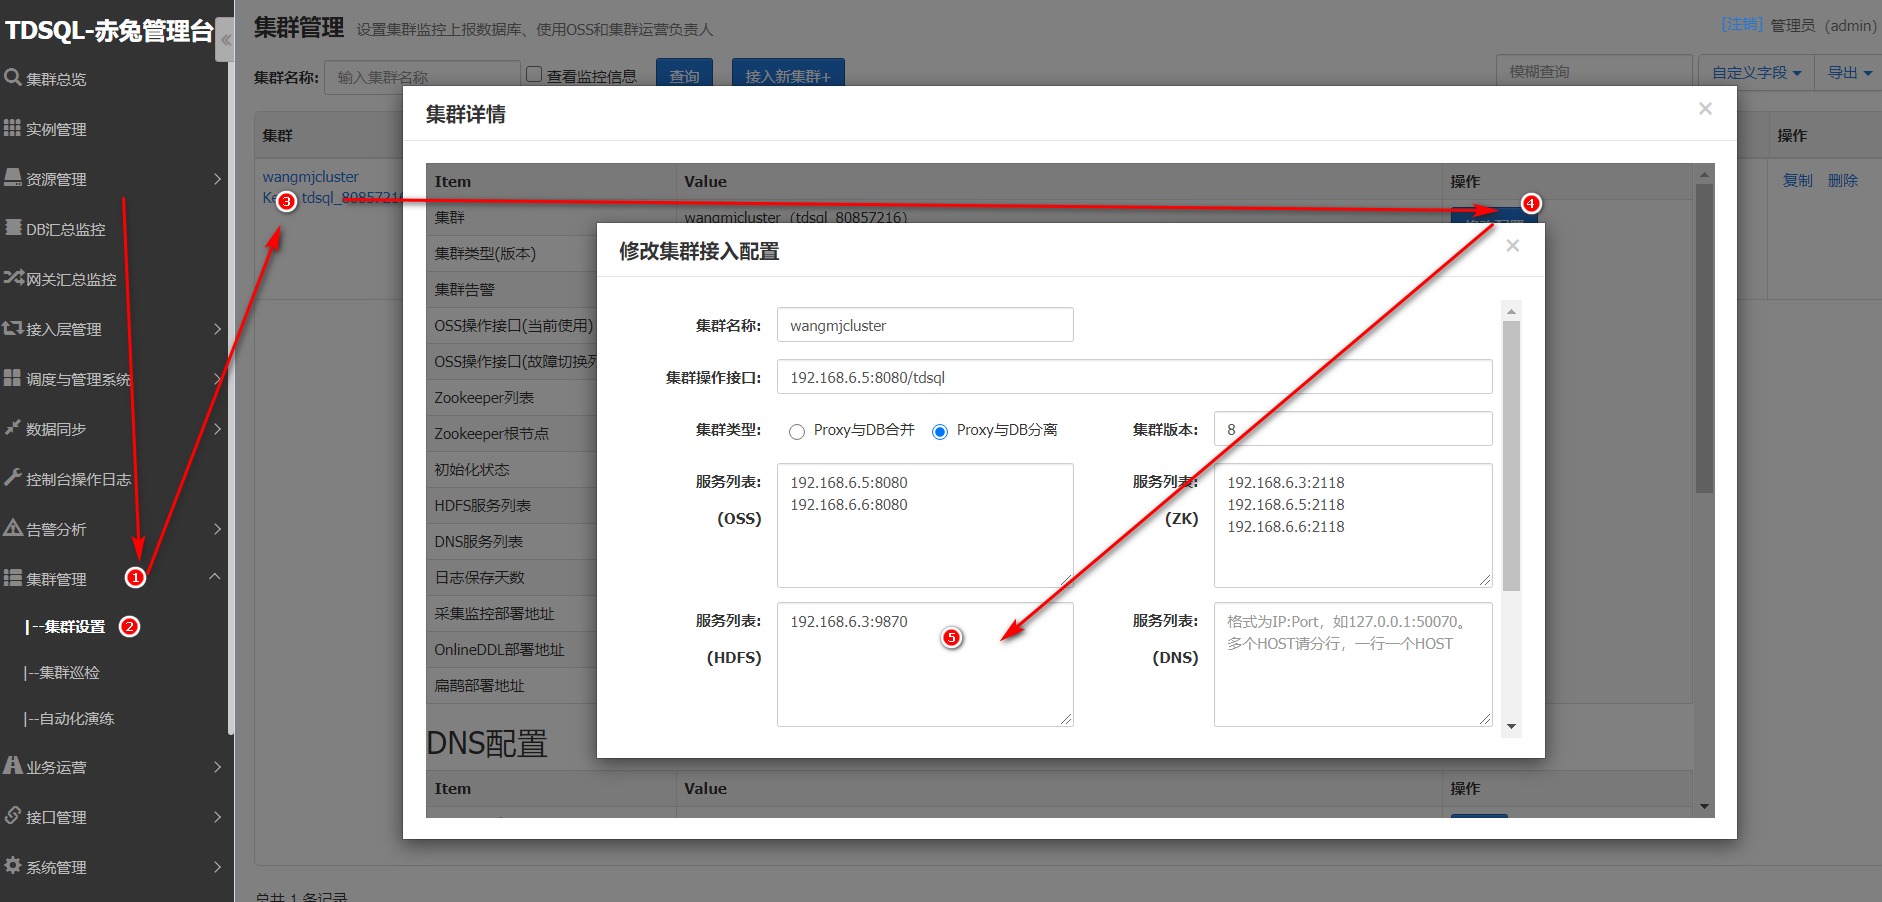 TDSQL-赤兔管理台
«
集群总览
实例管理
资源管理
DB汇总监控
网关汇总监控
接入层管理
调度与管理系统
数据同步
控制台操作日志
告警分析
集群管理
1
|--集群设置
2
|--集群巡检
|--自动化演练
业务运营
接口管理
系统管理
集群管理 设置集群监控上报数据库、使用OSS和集群运营负责人
[注销] 管理员 (admin)
集群名称: 输入集群名称 查看监控信息 查询 接入新集群+
模糊查询 自定义字段 导出
集群 操作
wangmjcluster
tdsql_80857216
3
复制 删除
集群详情
×
Item Value 操作
集群 wangmjcluster（tdsql_80857216）
4
集群类型(版本)
集群告警
OSS操作接口(当前使用)
OSS操作接口(故障切换
Zookeeper列表
Zookeeper根节点
初始化状态
HDFS服务列表
DNS服务列表
日志保存天数
采集监控部署地址
OnlineDDL部署地址
扁鹊部署地址
DNS配置
Item Value 操作
修改集群接入配置
×
集群名称: wangmjcluster
集群操作接口: 192.168.6.5:8080/tdsql
集群类型: Proxy与DB合并 Proxy与DB分离 集群版本: 8
服务列表: (OSS)
192.168.6.5:8080
192.168.6.6:8080
服务列表: (ZK)
192.168.6.3:2118
192.168.6.5:2118
192.168.6.6:2118
服务列表: (HDFS)
192.168.6.3:9870
5
服务列表: (DNS)
格式为IP:Port，如127.0.0.1:50070。
多个HOST请分行，一行一个HOST
总共 1 条记录